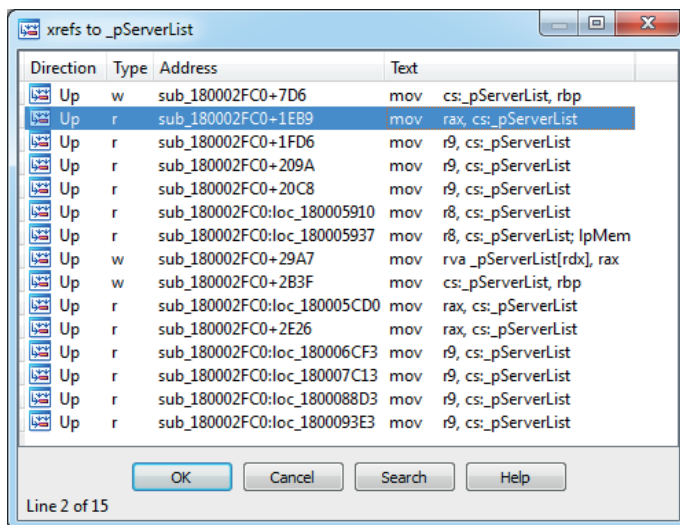 xrefs to _pServerList
Direction Type Address Text
Up w sub_180002FC0+7D6 mov cs:_pServerList, rbp
Up r sub_180002FC0+1EB9 mov rax, cs:_pServerList
Up r sub_180002FC0+1FD6 mov r9, cs:_pServerList
Up r sub_180002FC0+209A mov r9, cs:_pServerList
Up r sub_180002FC0+20C8 mov r9, cs:_pServerList
Up r sub_180002FC0:loc_180005910 mov r8, cs:_pServerList
Up r sub_180002FC0:loc_180005937 mov r8, cs:_pServerList; lpMem
Up w sub_180002FC0+29A7 mov rva _pServerList[rdx], rax
Up w sub_180002FC0+2B3F mov cs:_pServerList, rbp
Up r sub_180002FC0:loc_180005CD0 mov rax, cs:_pServerList
Up r sub_180002FC0+2E26 mov rax, cs:_pServerList
Up r sub_180002FC0:loc_180006CF3 mov r9, cs:_pServerList
Up r sub_180002FC0:loc_180007C13 mov r9, cs:_pServerList
Up r sub_180002FC0:loc_1800088D3 mov r9, cs:_pServerList
Up r sub_180002FC0:loc_1800093E3 mov r9, cs:_pServerList
OK Cancel Search Help
Line 2 of 15